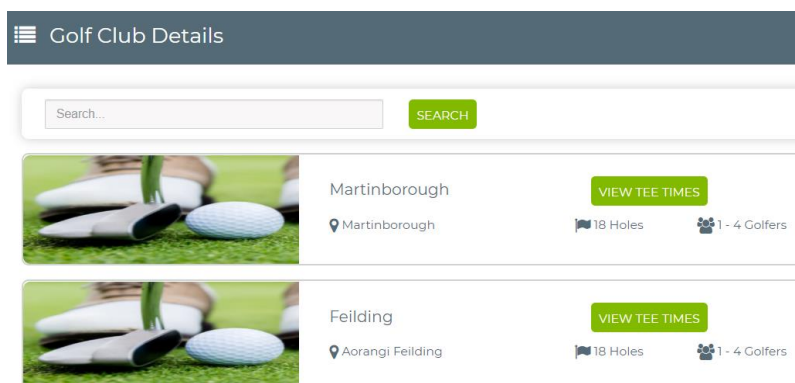 Golf Club Details
Search...
SEARCH
Martinborough
VIEW TEE TIMES
Martinborough
18 Holes
1 - 4 Golfers
Feilding
VIEW TEE TIMES
Aorangi Feilding
18 Holes
1 - 4 Golfers